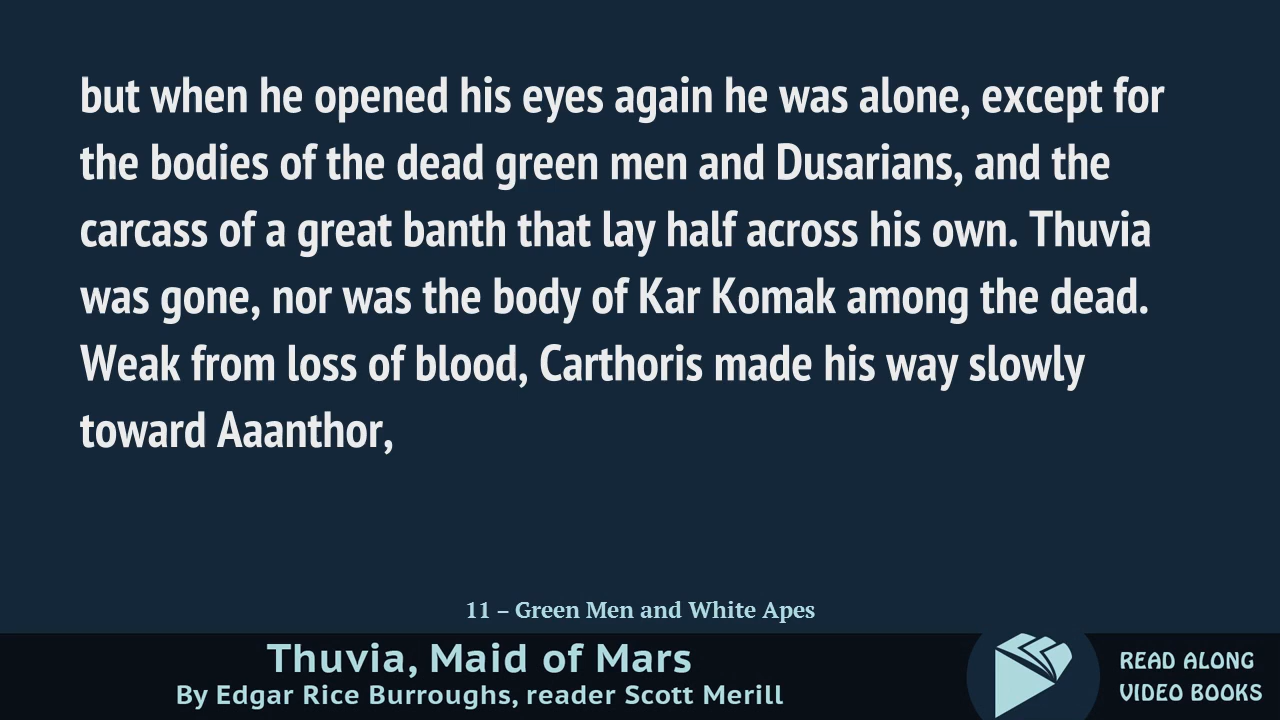 but when he opened his eyes again he was alone, except for
the bodies of the dead green men and Dusarians, and the
carcass of a great banth that lay half across his own. Thuvia
was gone, nor was the body of Kar Komak among the dead.
Weak from loss of blood, Carthoris made his way slowly
toward Aaanthor,
11 – Green Men and White Apes
Thuvia, Maid of Mars
By Edgar Rice Burroughs, reader Scott Merill
READ ALONG
VIDEO BOOKS